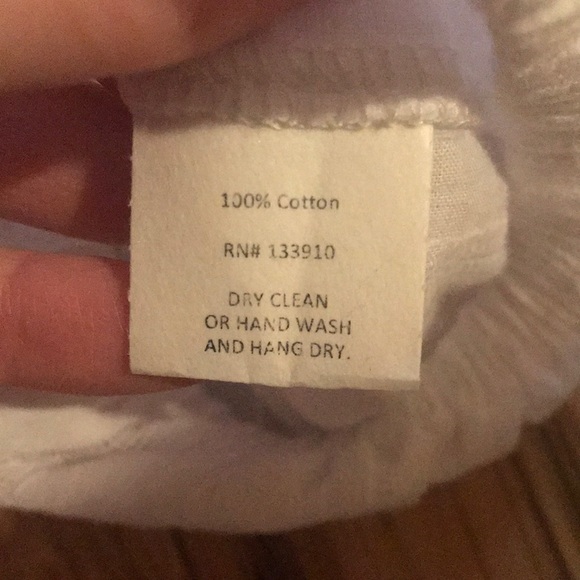 100% Cotton
RN# 133910
DRY CLEAN
OR HAND WASH
AND HANG DRY.